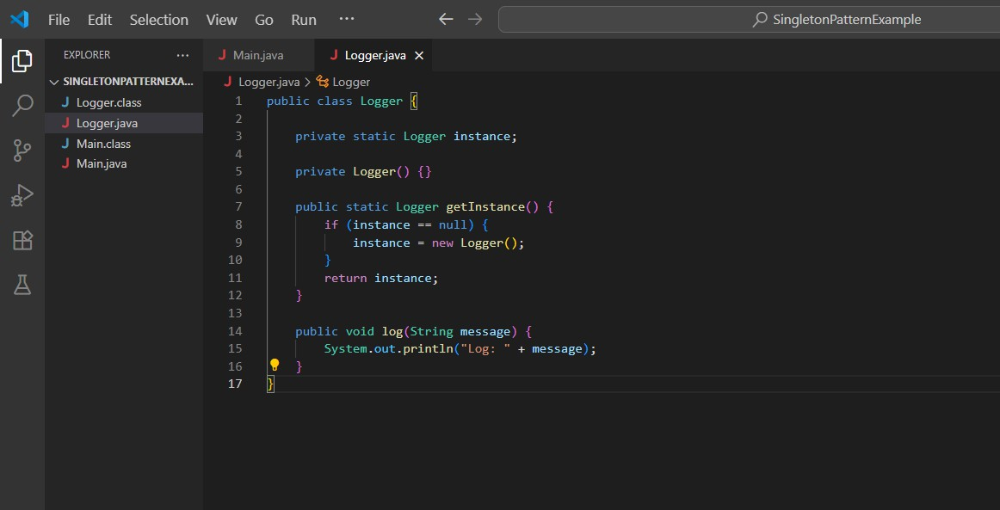 File Edit Selection View Go Run ···
SingletonPatternExample
EXPLORER ···
SINGLETONPATTERNEXA...
Logger.class
Logger.java
Main.class
Main.java
Main.java
Logger.java
Logger.java > Logger
1 public class Logger {
2
3     private static Logger instance;
4
5     private Logger() {}
6
7     public static Logger getInstance() {
8         if (instance == null) {
9             instance = new Logger();
10         }
11         return instance;
12     }
13
14     public void log(String message) {
15         System.out.println("Log: " + message);
16     }
17 }